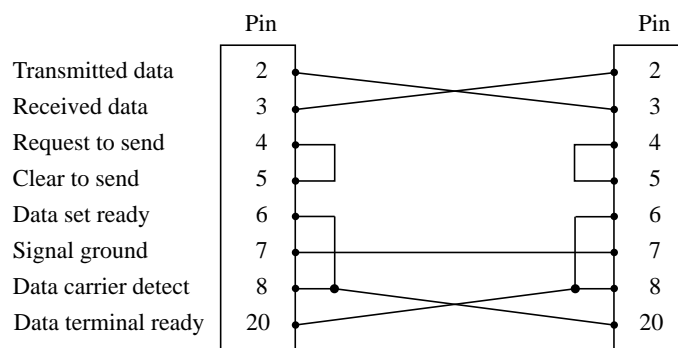 Pin Pin
Transmitted data 2 2
Received data 3 3
Request to send 4 4
Clear to send 5 5
Data set ready 6 6
Signal ground 7 7
Data carrier detect 8 8
Data terminal ready 20 20